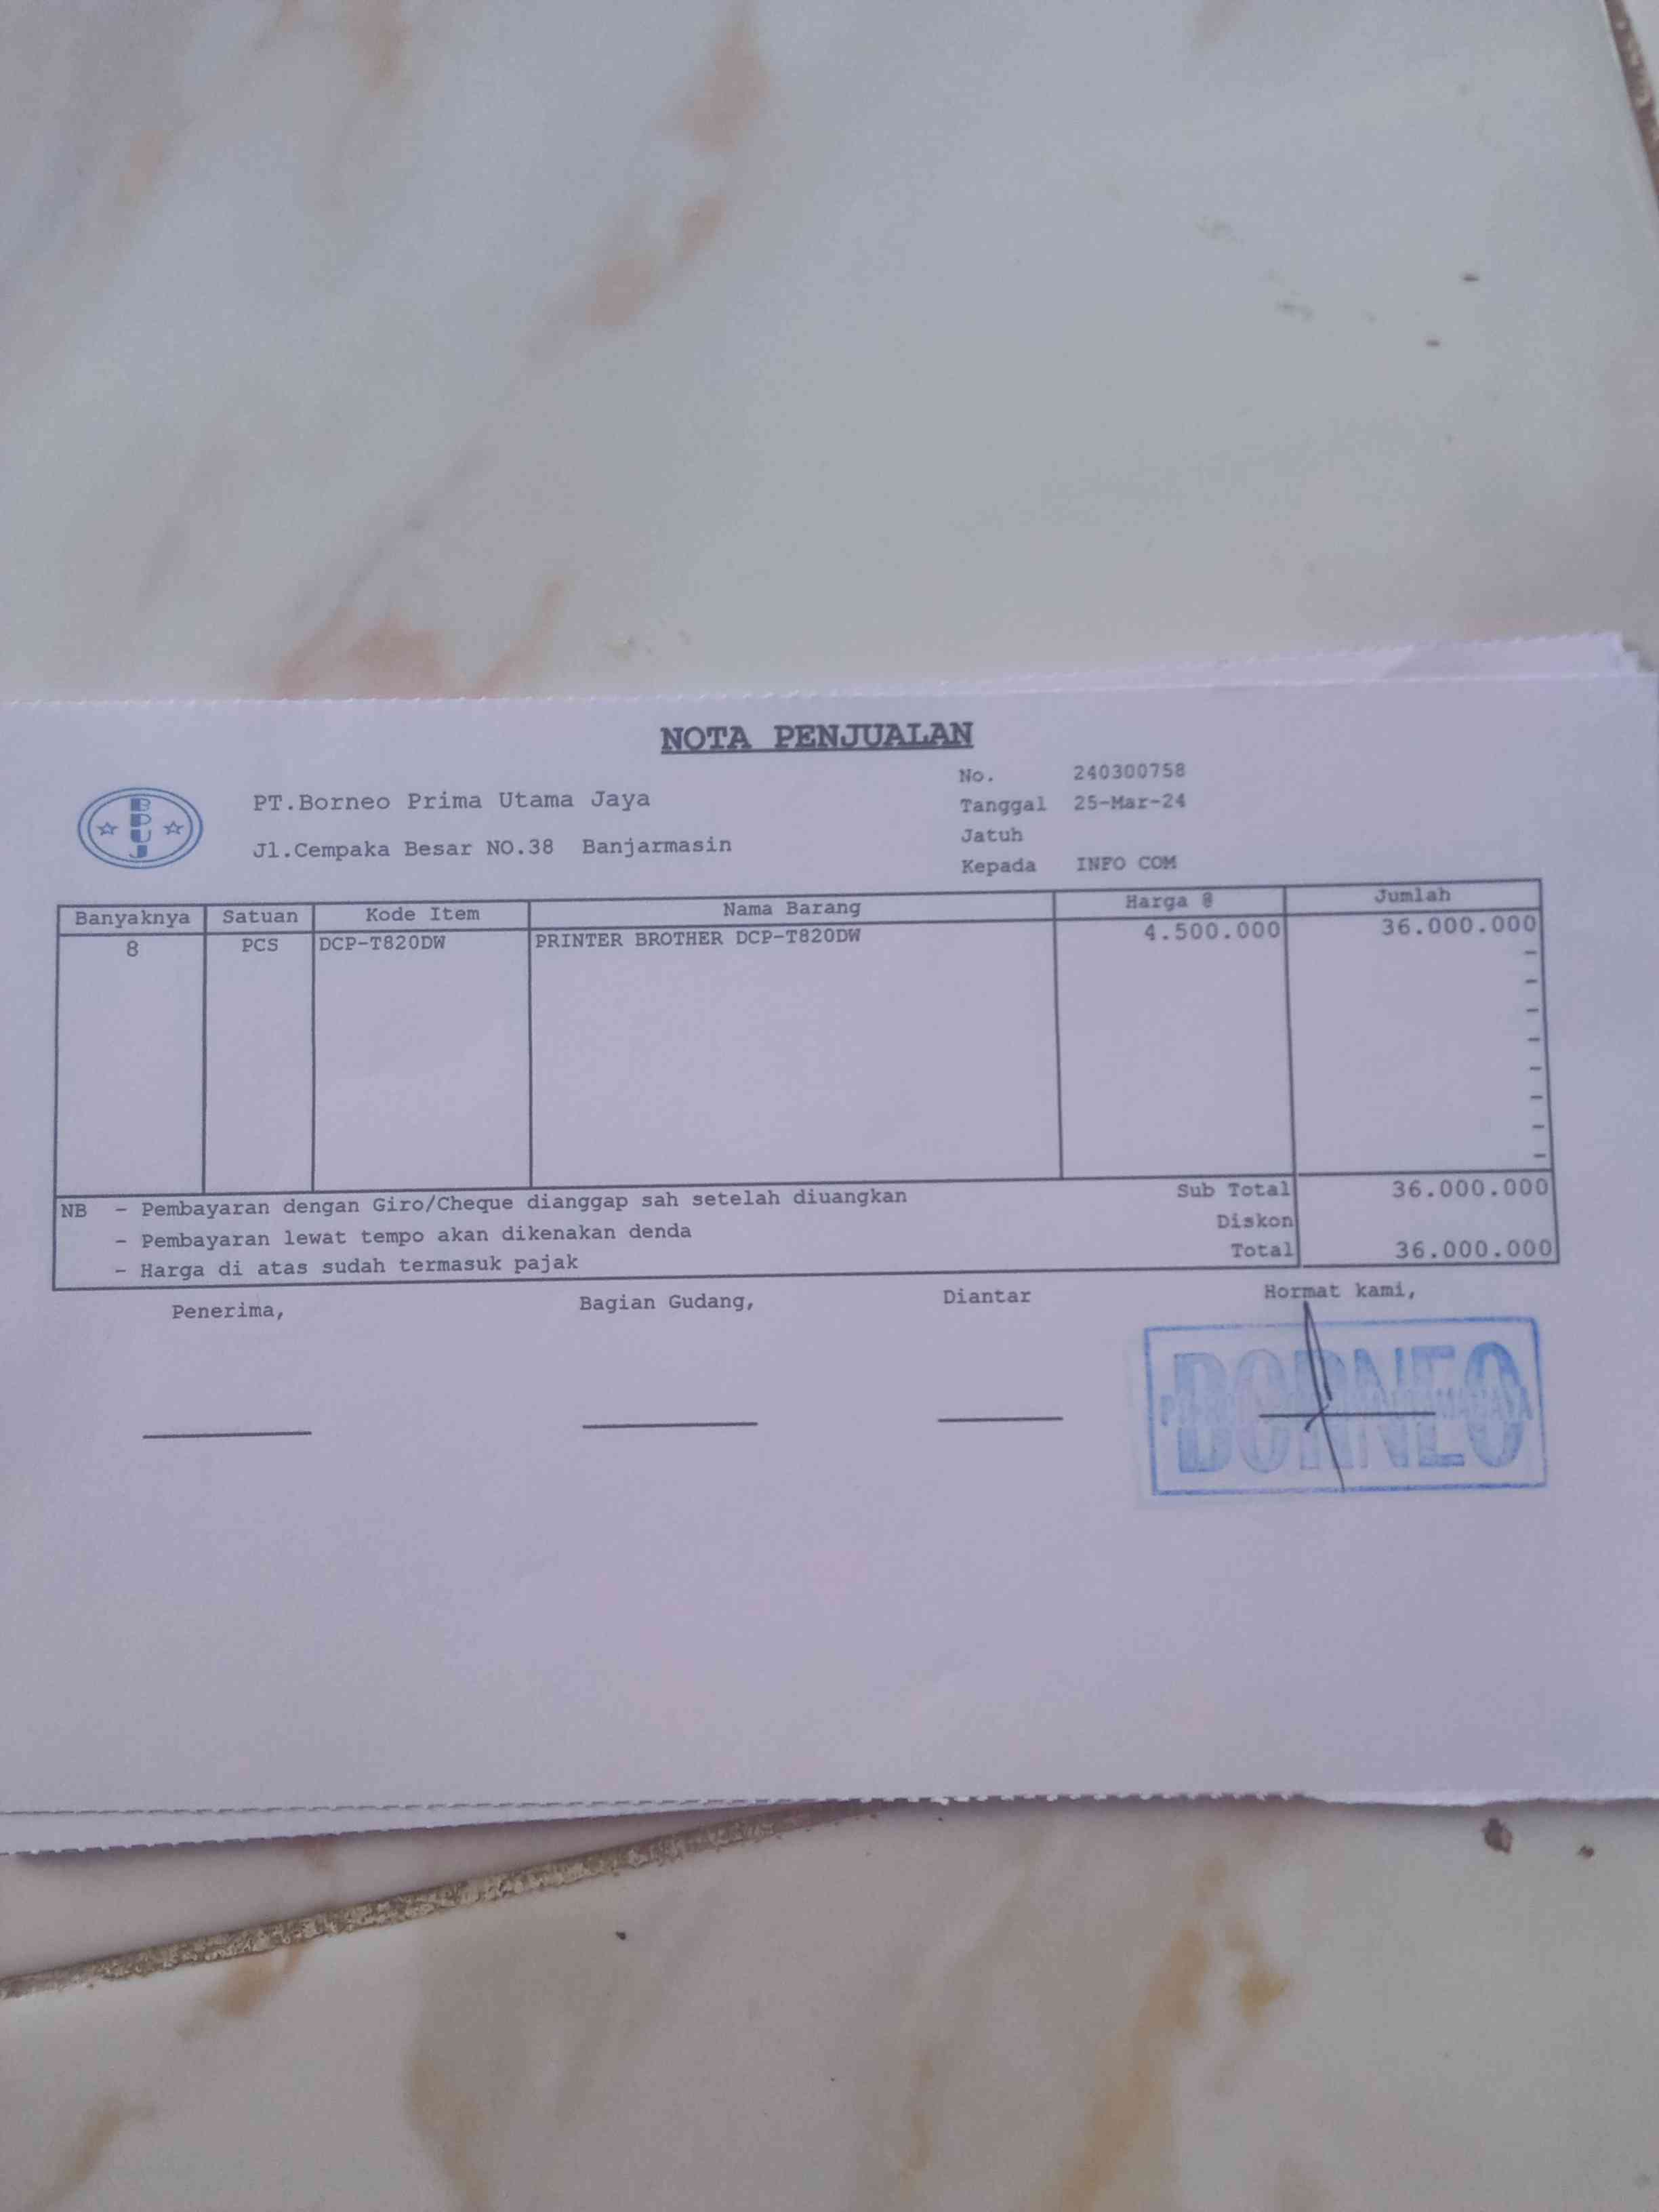 NOTA PENJUALAN
BPUJ
PT.Borneo Prima Utama Jaya
Jl.Cempaka Besar NO.38 Banjarmasin
No. 240300758
Tanggal 25-Mar-24
Jatuh
Kepada INFO COM
Banyaknya Satuan Kode Item Nama Barang Harga @ Jumlah
8 PCS DCP-T820DW PRINTER BROTHER DCP-T820DW 4.500.000 36.000.000
-
-
-
-
-
-
-
-
NB - Pembayaran dengan Giro/Cheque dianggap sah setelah diuangkan
- Pembayaran lewat tempo akan dikenakan denda
- Harga di atas sudah termasuk pajak
Sub Total 36.000.000
Diskon
Total 36.000.000
Penerima, Bagian Gudang, Diantar Hormat kami,
BORNEO